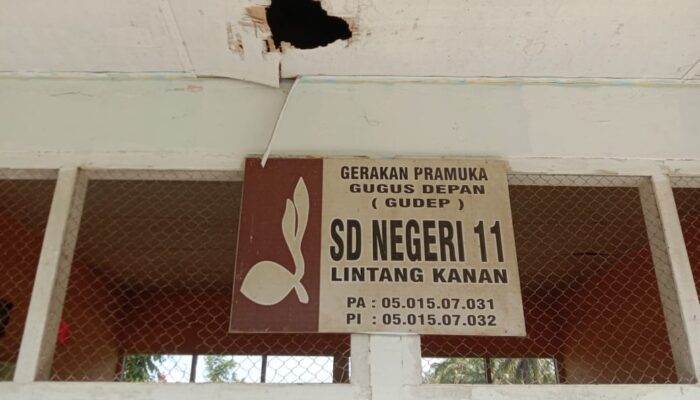 GERAKAN PRAMUKA
GUGUS DEPAN
( GUDEP )
SD NEGERI 11
LINTANG KANAN
PA : 05.015.07.031
PI : 05.015.07.032